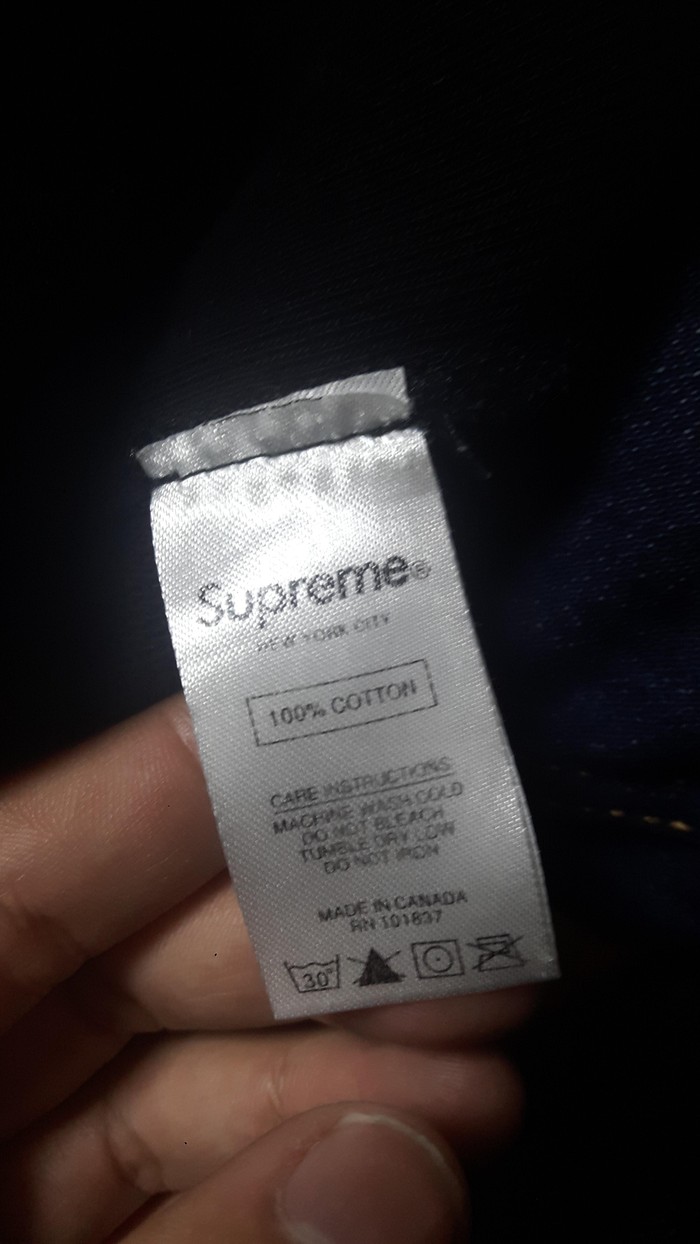 Supreme®
NEW YORK CITY
100% COTTON
CARE INSTRUCTIONS
MACHINE WASH COLD
DO NOT BLEACH
TUMBLE DRY LOW
DO NOT IRON
MADE IN CANADA
RN 101837
30°